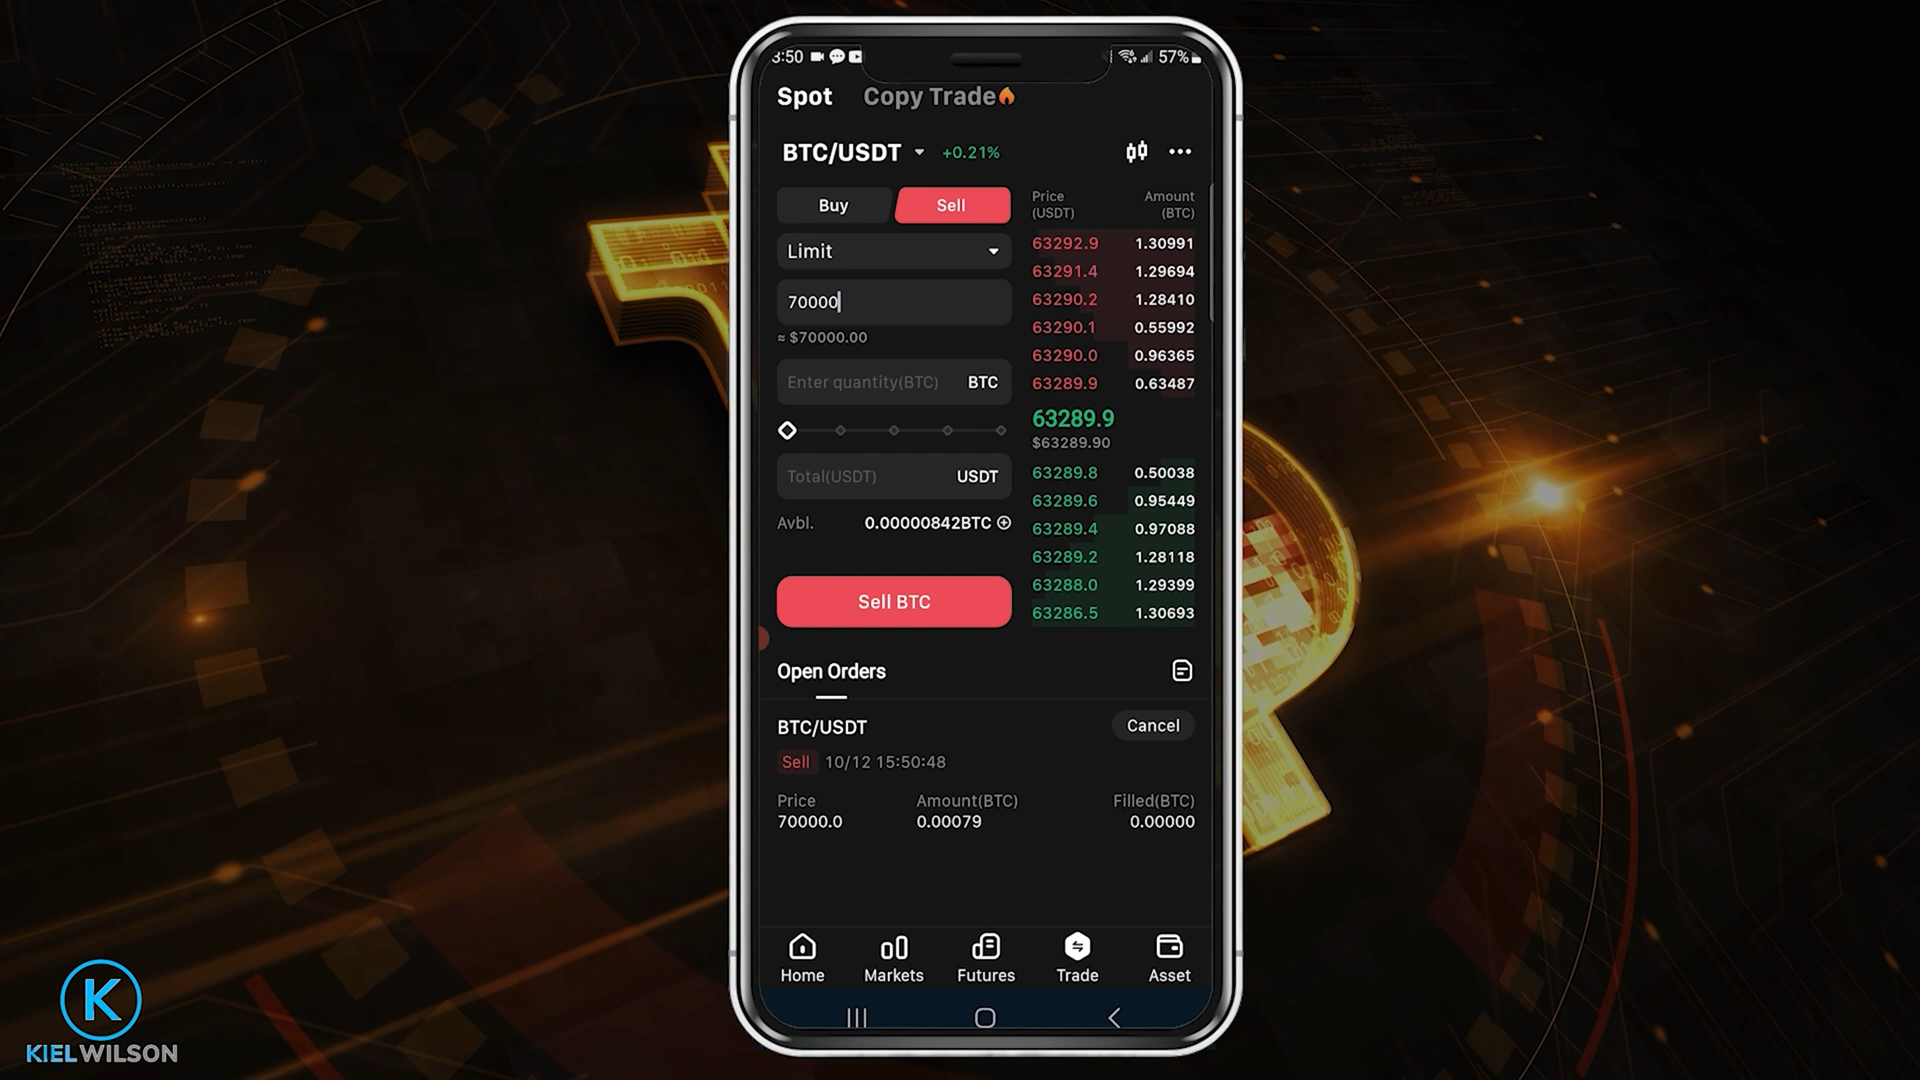 3:50 57%
Spot Copy Trade
BTC/USDT +0.21%
Buy Sell
Limit
70000
≈ $70000.00
Enter quantity(BTC) BTC
Total(USDT) USDT
Avbl. 0.00000842BTC
Sell BTC
Price Amount
(USDT) (BTC)
63292.9 1.30991
63291.4 1.29694
63290.2 1.28410
63290.1 0.55992
63290.0 0.96365
63289.9 0.63487
63289.9
$63289.90
63289.8 0.50038
63289.6 0.95449
63289.4 0.97088
63289.2 1.28118
63288.0 1.29399
63286.5 1.30693
Open Orders
BTC/USDT Cancel
Sell 10/12 15:50:48
Price Amount(BTC) Filled(BTC)
70000.0 0.00079 0.00000
Home Markets Futures Trade Asset
K
KIELWILSON